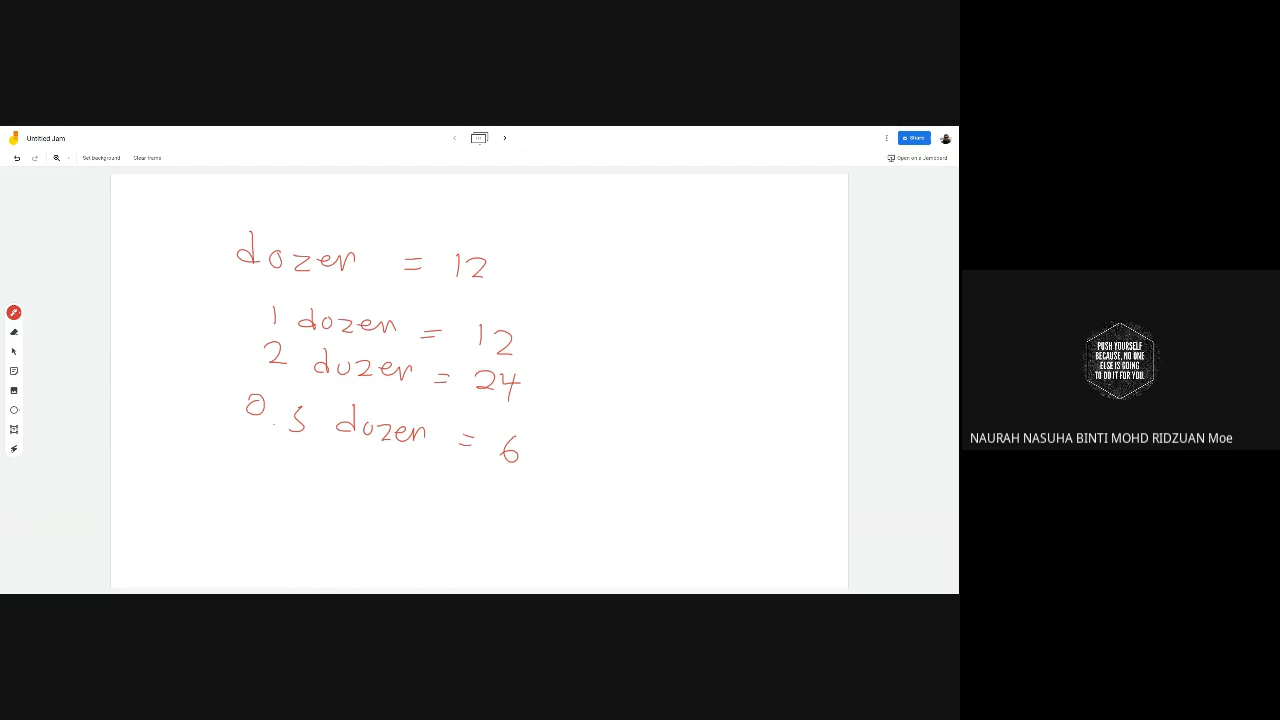 Untitled Jam
Share
Set background
Clear frame
Open on a Jamboard
dozen = 12
1 dozen = 12
2 dozen = 24
0.5 dozen = 6
PUSH YOURSELF
BECAUSE, NO ONE
ELSE IS GOING
TO DO IT FOR YOU.
NAURAH NASUHA BINTI MOHD RIDZUAN Moe